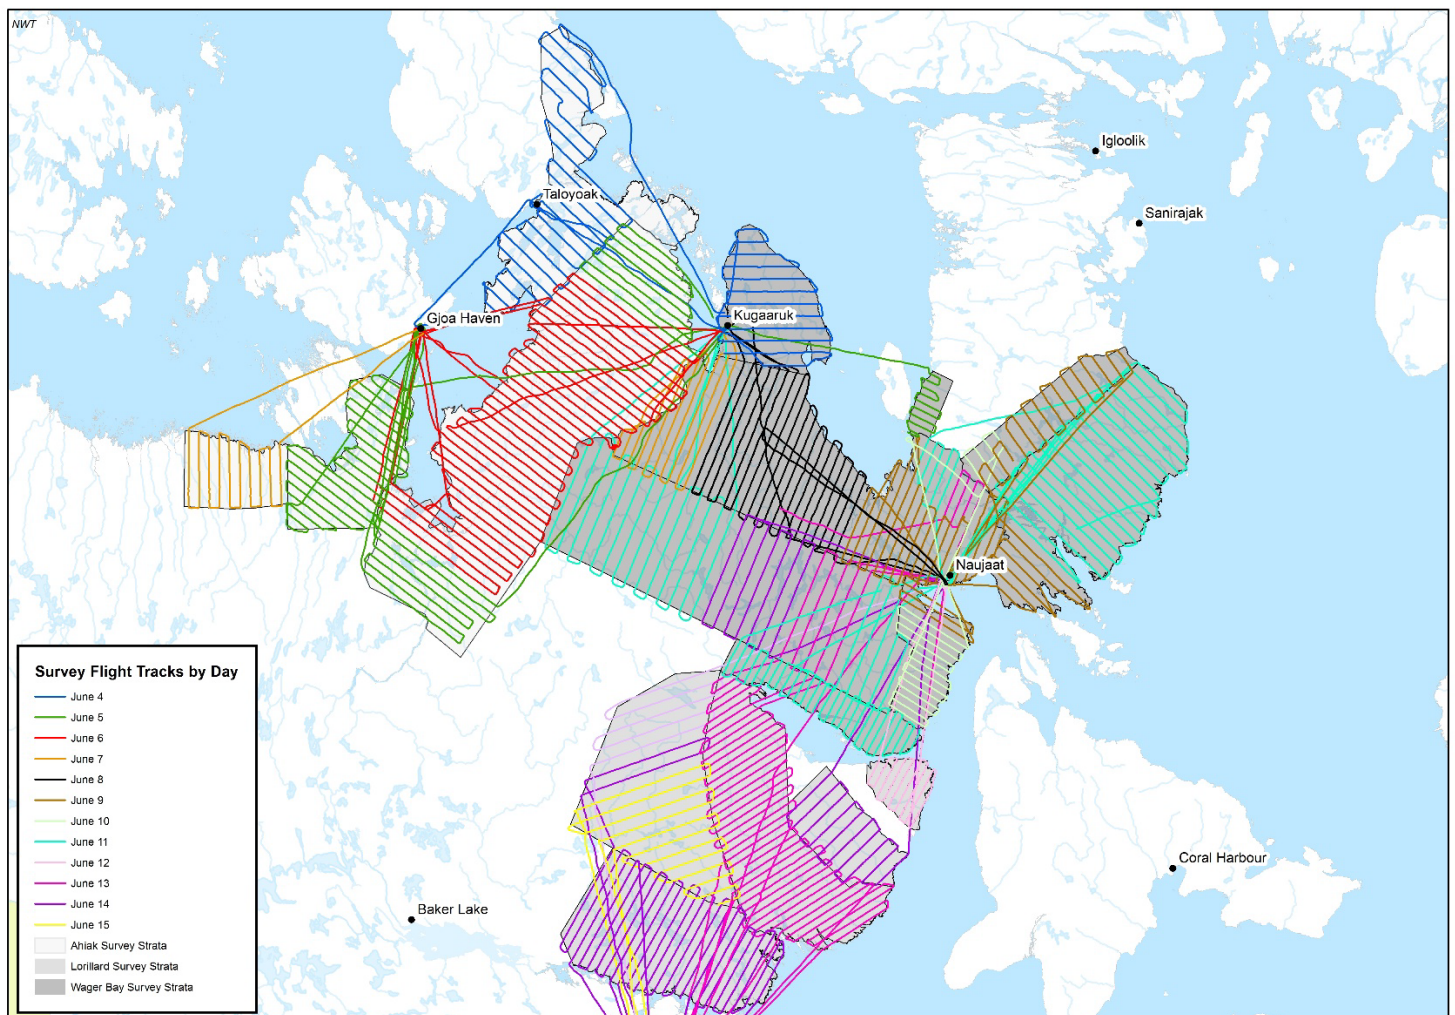 NWT
Igloolik
Sanirajak
Taloyoak
Kugaaruk
Gjoa Haven
Naujaat
Coral Harbour
Baker Lake
Survey Flight Tracks by Day
June 4
June 5
June 6
June 7
June 8
June 9
June 10
June 11
June 12
June 13
June 14
June 15
Ahiak Survey Strata
Lorillard Survey Strata
Wager Bay Survey Strata